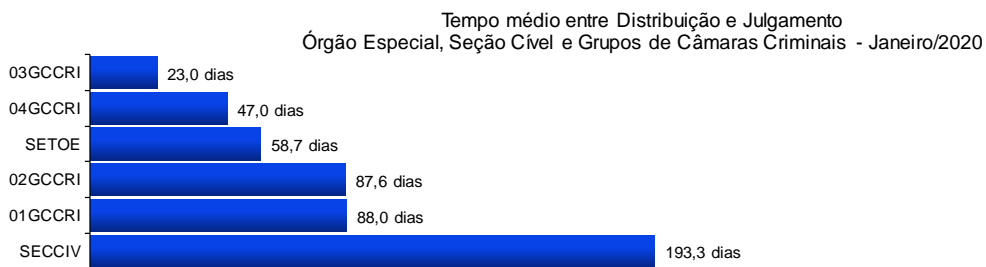 Tempo médio entre Distribuição e Julgamento
Órgão Especial, Seção Cível e Grupos de Câmaras Criminais - Janeiro/2020
03GCCRI 23,0 dias
04GCCRI 47,0 dias
SETOE 58,7 dias
02GCCRI 87,6 dias
01GCCRI 88,0 dias
SECCIV 193,3 dias